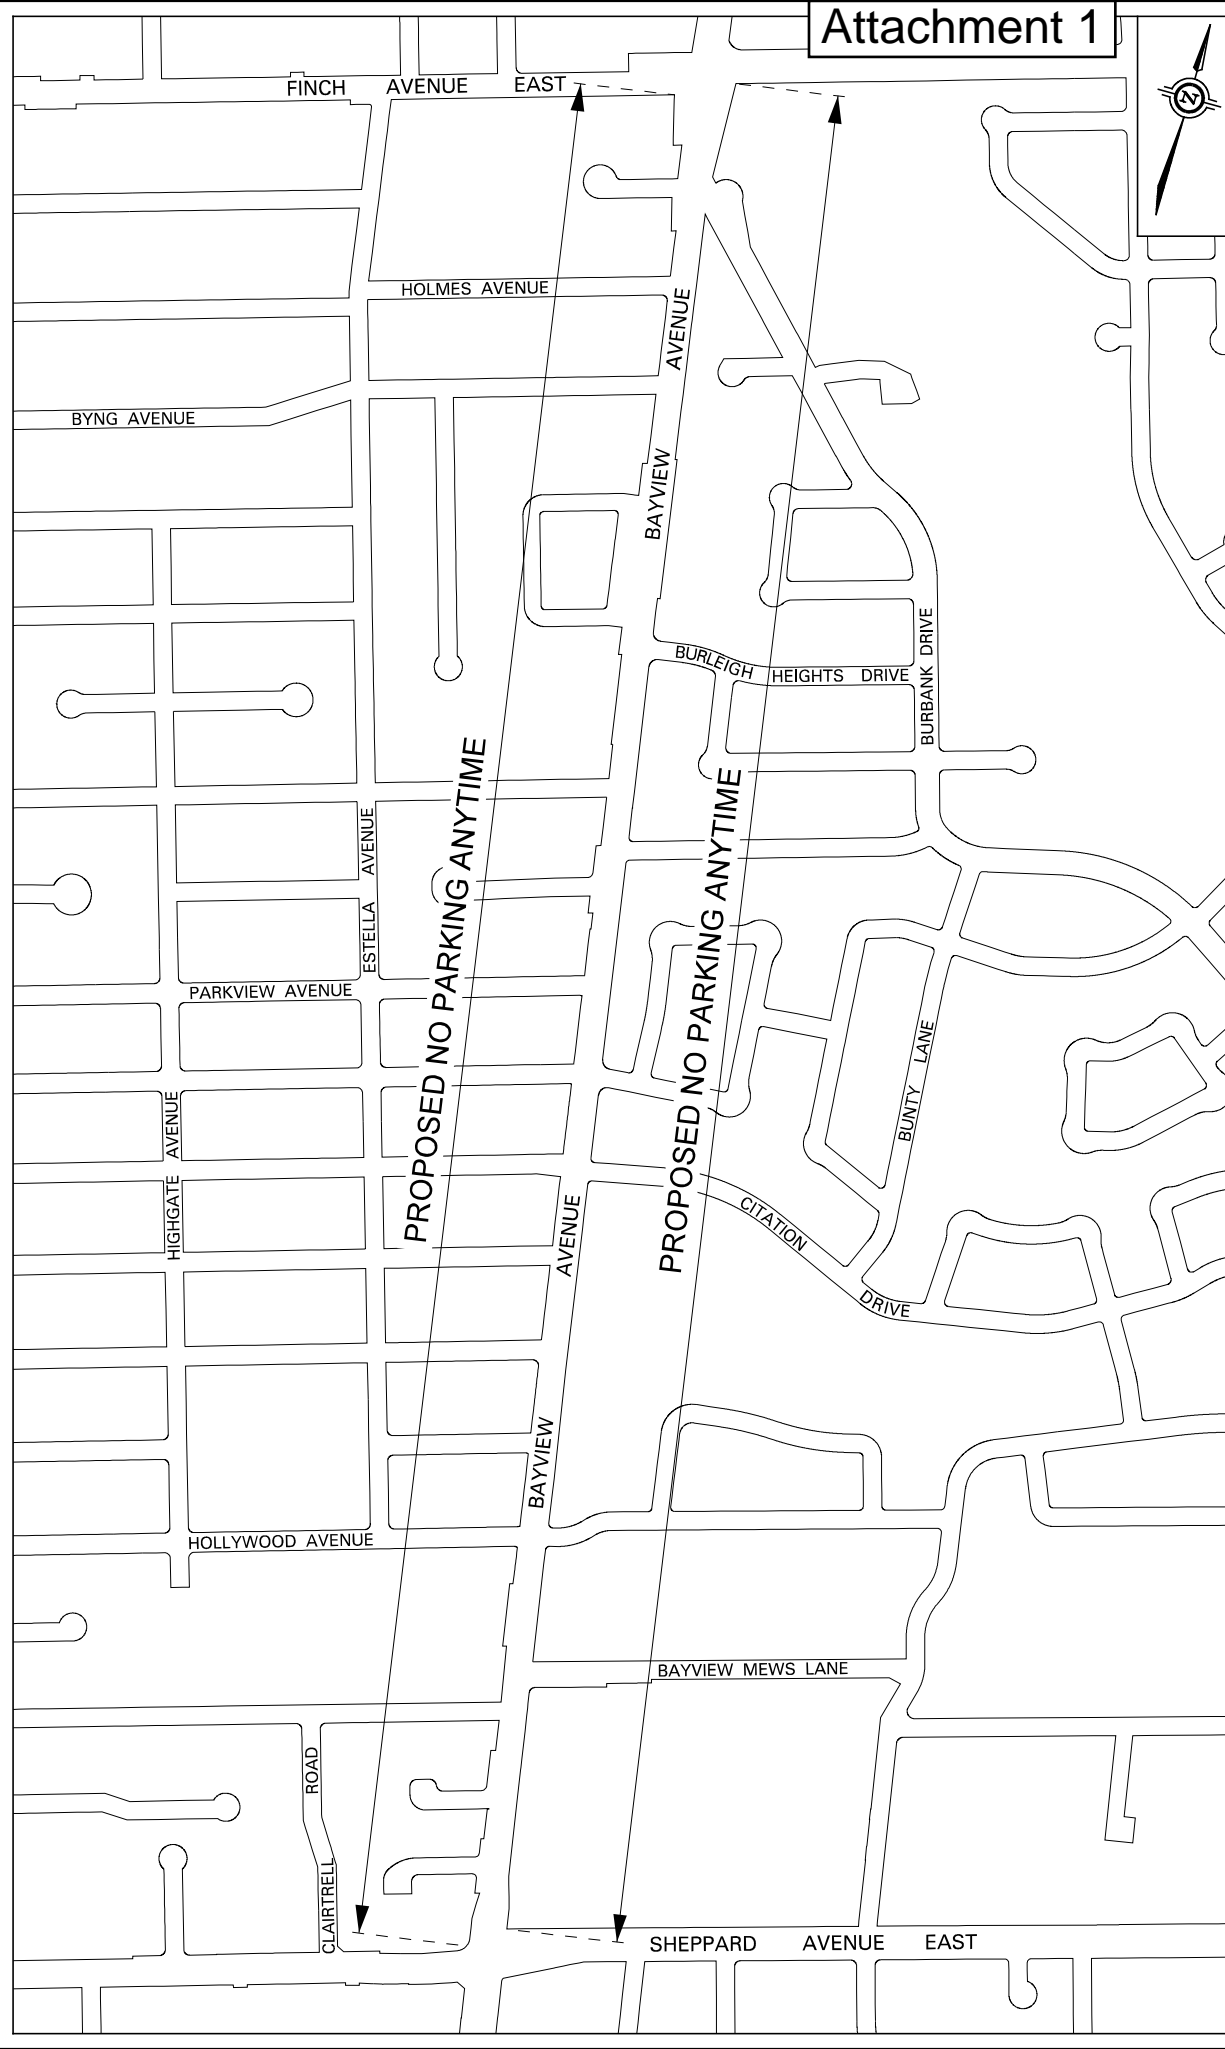 Attachment 1
N
FINCH AVENUE EAST
HOLMES AVENUE
BAYVIEW AVENUE
BYNG AVENUE
BURLEIGH HEIGHTS DRIVE
BURBANK DRIVE
PROPOSED NO PARKING ANYTIME
PROPOSED NO PARKING ANYTIME
ESTELLA AVENUE
PARKVIEW AVENUE
BUNTY LANE
HIGHGATE AVENUE
CITATION DRIVE
BAYVIEW AVENUE
HOLLYWOOD AVENUE
BAYVIEW MEWS LANE
CLAIRTRELL ROAD
SHEPPARD AVENUE EAST